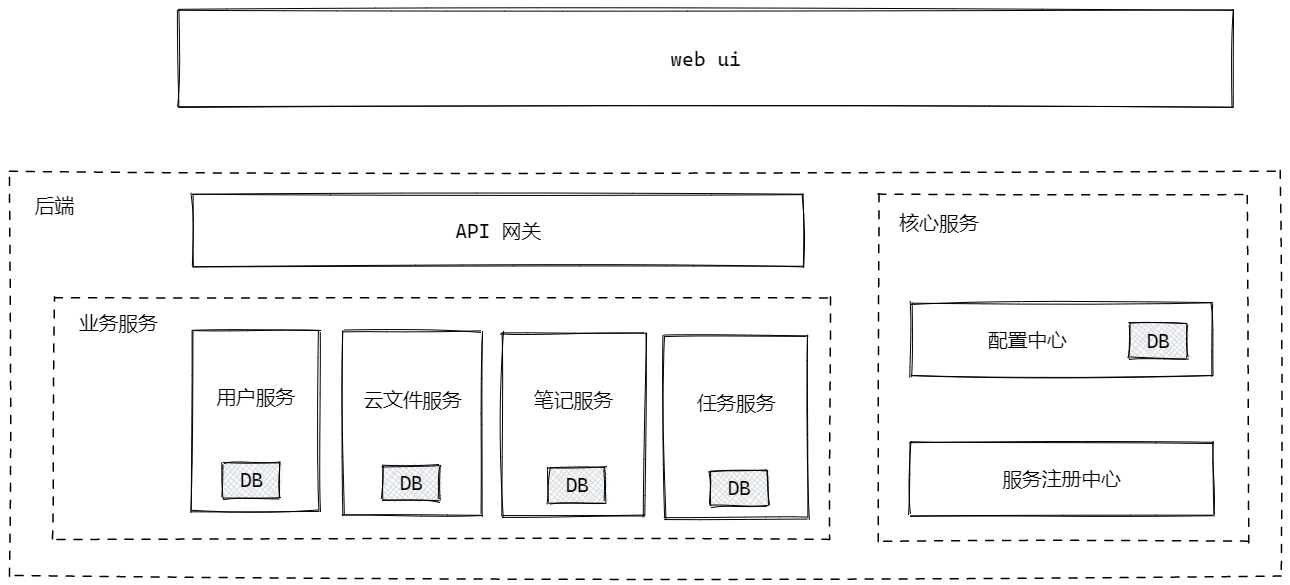 web ui
后端
API 网关
核心服务
业务服务
用户服务
云文件服务
笔记服务
任务服务
DB
DB
DB
DB
配置中心
DB
服务注册中心